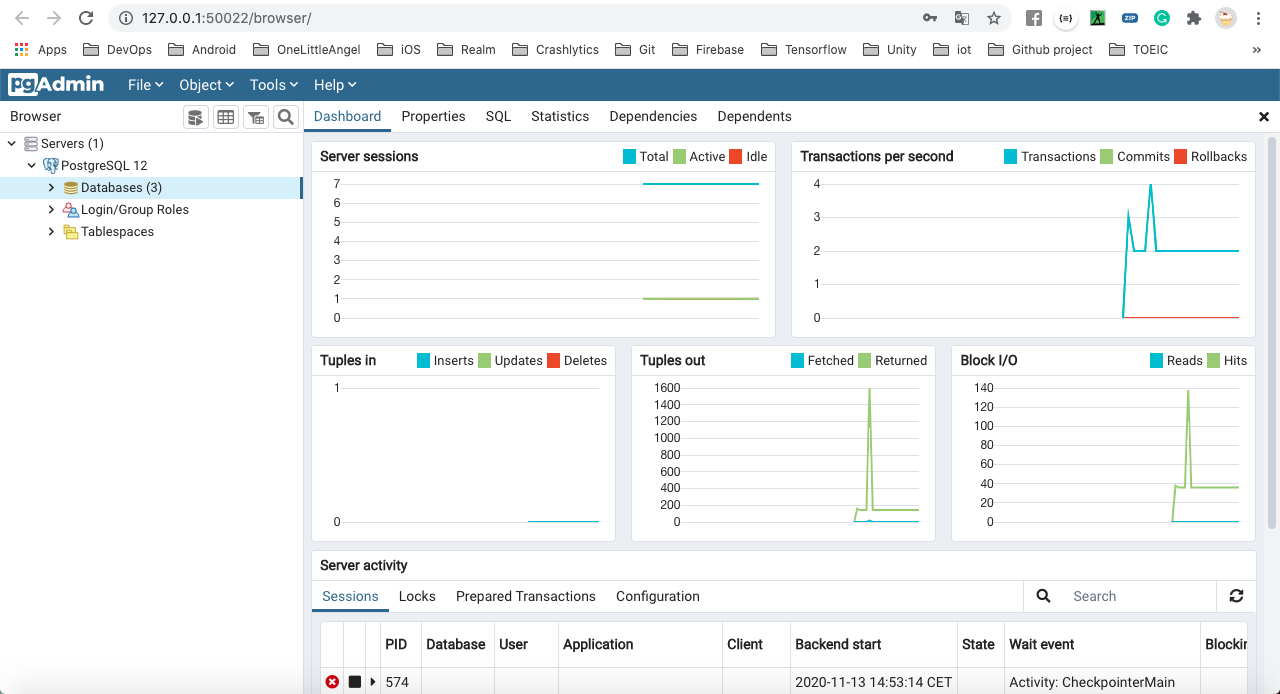 127.0.0.1:50022/browser/
Apps DevOps Android OneLittleAngel iOS Realm Crashlytics Git Firebase Tensorflow Unity iot Github project TOEIC »
pgAdmin File Object Tools Help
Browser
Dashboard Properties SQL Statistics Dependencies Dependents
Servers (1)
PostgreSQL 12
Databases (3)
Login/Group Roles
Tablespaces
Server sessions Total Active Idle
7
6
5
4
3
2
1
0
Transactions per second Transactions Commits Rollbacks
4
3
2
1
0
Tuples in Inserts Updates Deletes
1
0
Tuples out Fetched Returned
1600
1400
1200
1000
800
600
400
200
0
Block I/O Reads Hits
140
120
100
80
60
40
20
0
Server activity
Sessions Locks Prepared Transactions Configuration Search
PID Database User Application Client Backend start State Wait event Blockin
574 2020-11-13 14:53:14 CET Activity: CheckpointerMain